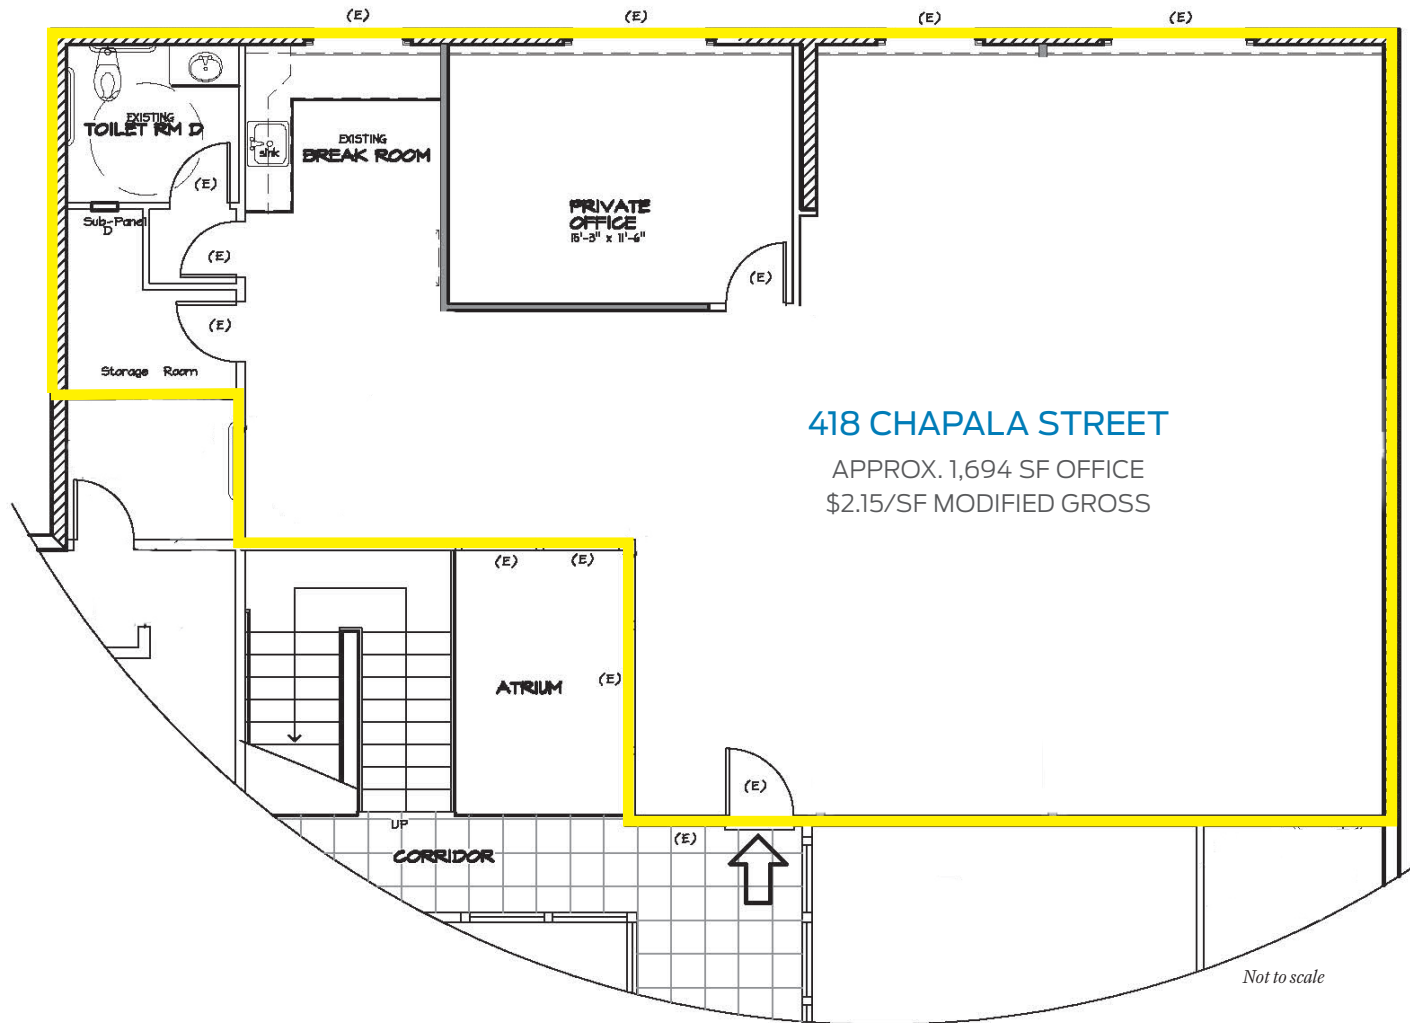 (E) (E) (E) (E)
EXISTING
TOILET RM D
(E)
sink
EXISTING
BREAK ROOM
PRIVATE
OFFICE
15'-3" x 11'-6"
(E)
Sub-Panel
D
(E)
(E)
Storage Room
418 CHAPALA STREET
APPROX. 1,694 SF OFFICE
$2.15/SF MODIFIED GROSS
(E) (E)
ATRIUM
(E)
(E)
UP
(E)
CORRIDOR
Not to scale